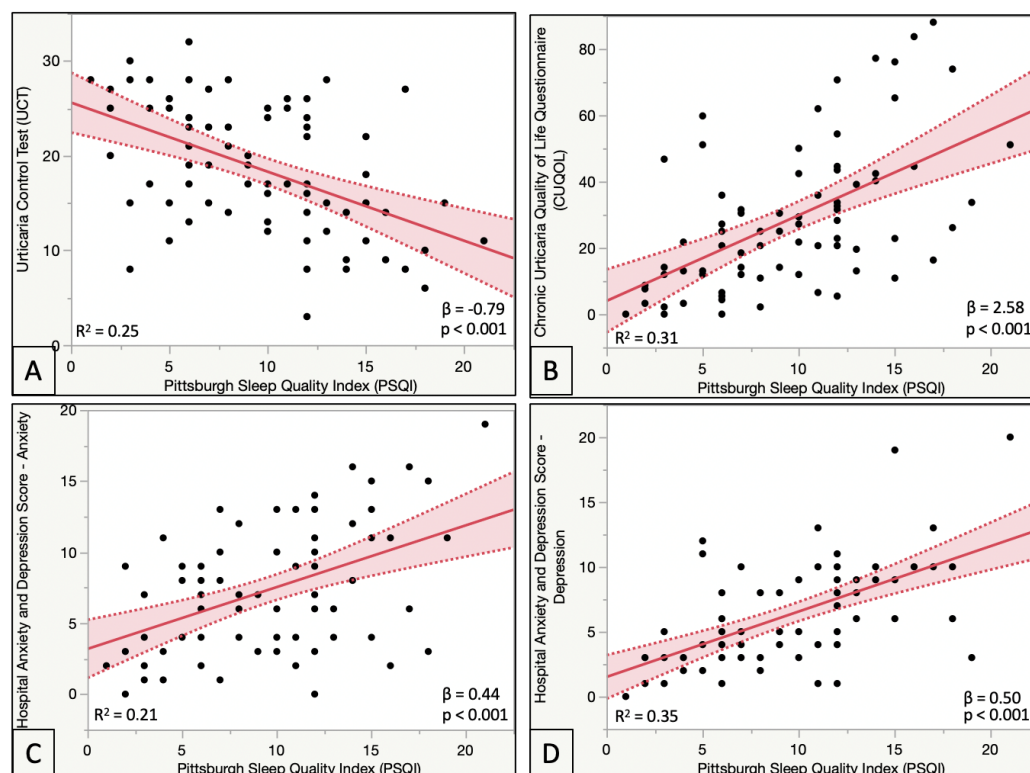 Urticaria Control Test (UCT)
30
20
10
0
R² = 0.25
β = -0.79
p < 0.001
A
0 5 10 15 20
Pittsburgh Sleep Quality Index (PSQI)
Chronic Urticaria Quality of Life Questionnaire
(CUQOL)
80
60
40
20
0
R² = 0.31
β = 2.58
p < 0.001
B
0 5 10 15 20
Pittsburgh Sleep Quality Index (PSQI)
Hospital Anxiety and Depression Score - Anxiety
20
15
10
5
0
R² = 0.21
β = 0.44
p < 0.001
C
0 5 10 15 20
Pittsburgh Sleep Quality Index (PSQI)
Hospital Anxiety and Depression Score -
Depression
20
15
10
5
0
R² = 0.35
β = 0.50
p < 0.001
D
0 5 10 15 20
Pittsburgh Sleep Quality Index (PSQI)